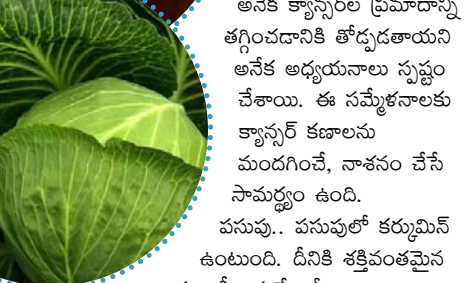 అనేక క్యాన్సర్‌ల ప్రమాదాన్ని
తగ్గించడానికి తోడ్పడతాయని
అనేక అధ్యయనాలు స్పష్టం
చేశాయి. ఈ సమ్మేళనాలకు
క్యాన్సర్ కణాలను
మందగించే, నాశనం చేసే
సామర్థ్యం ఉంది.
పసుపు.. పసుపులో కర్కుమిన్
ఉంటుంది. దీనికి శక్తివంతమైన